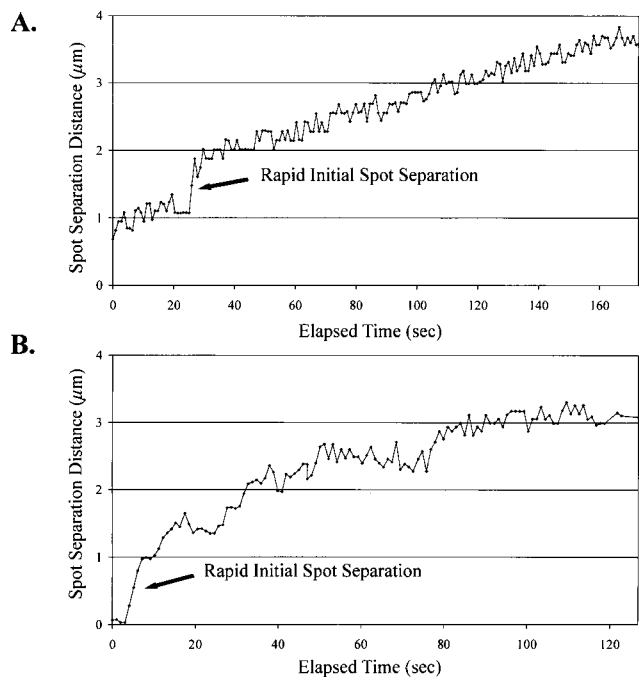 A.
Spot Separation Distance (µm)
4
3
2
1
0
Rapid Initial Spot Separation
0 20 40 60 80 100 120 140 160
Elapsed Time (sec)
B.
Spot Separation Distance (µm)
4
3
2
1
0
Rapid Initial Spot Separation
0 20 40 60 80 100 120
Elapsed Time (sec)